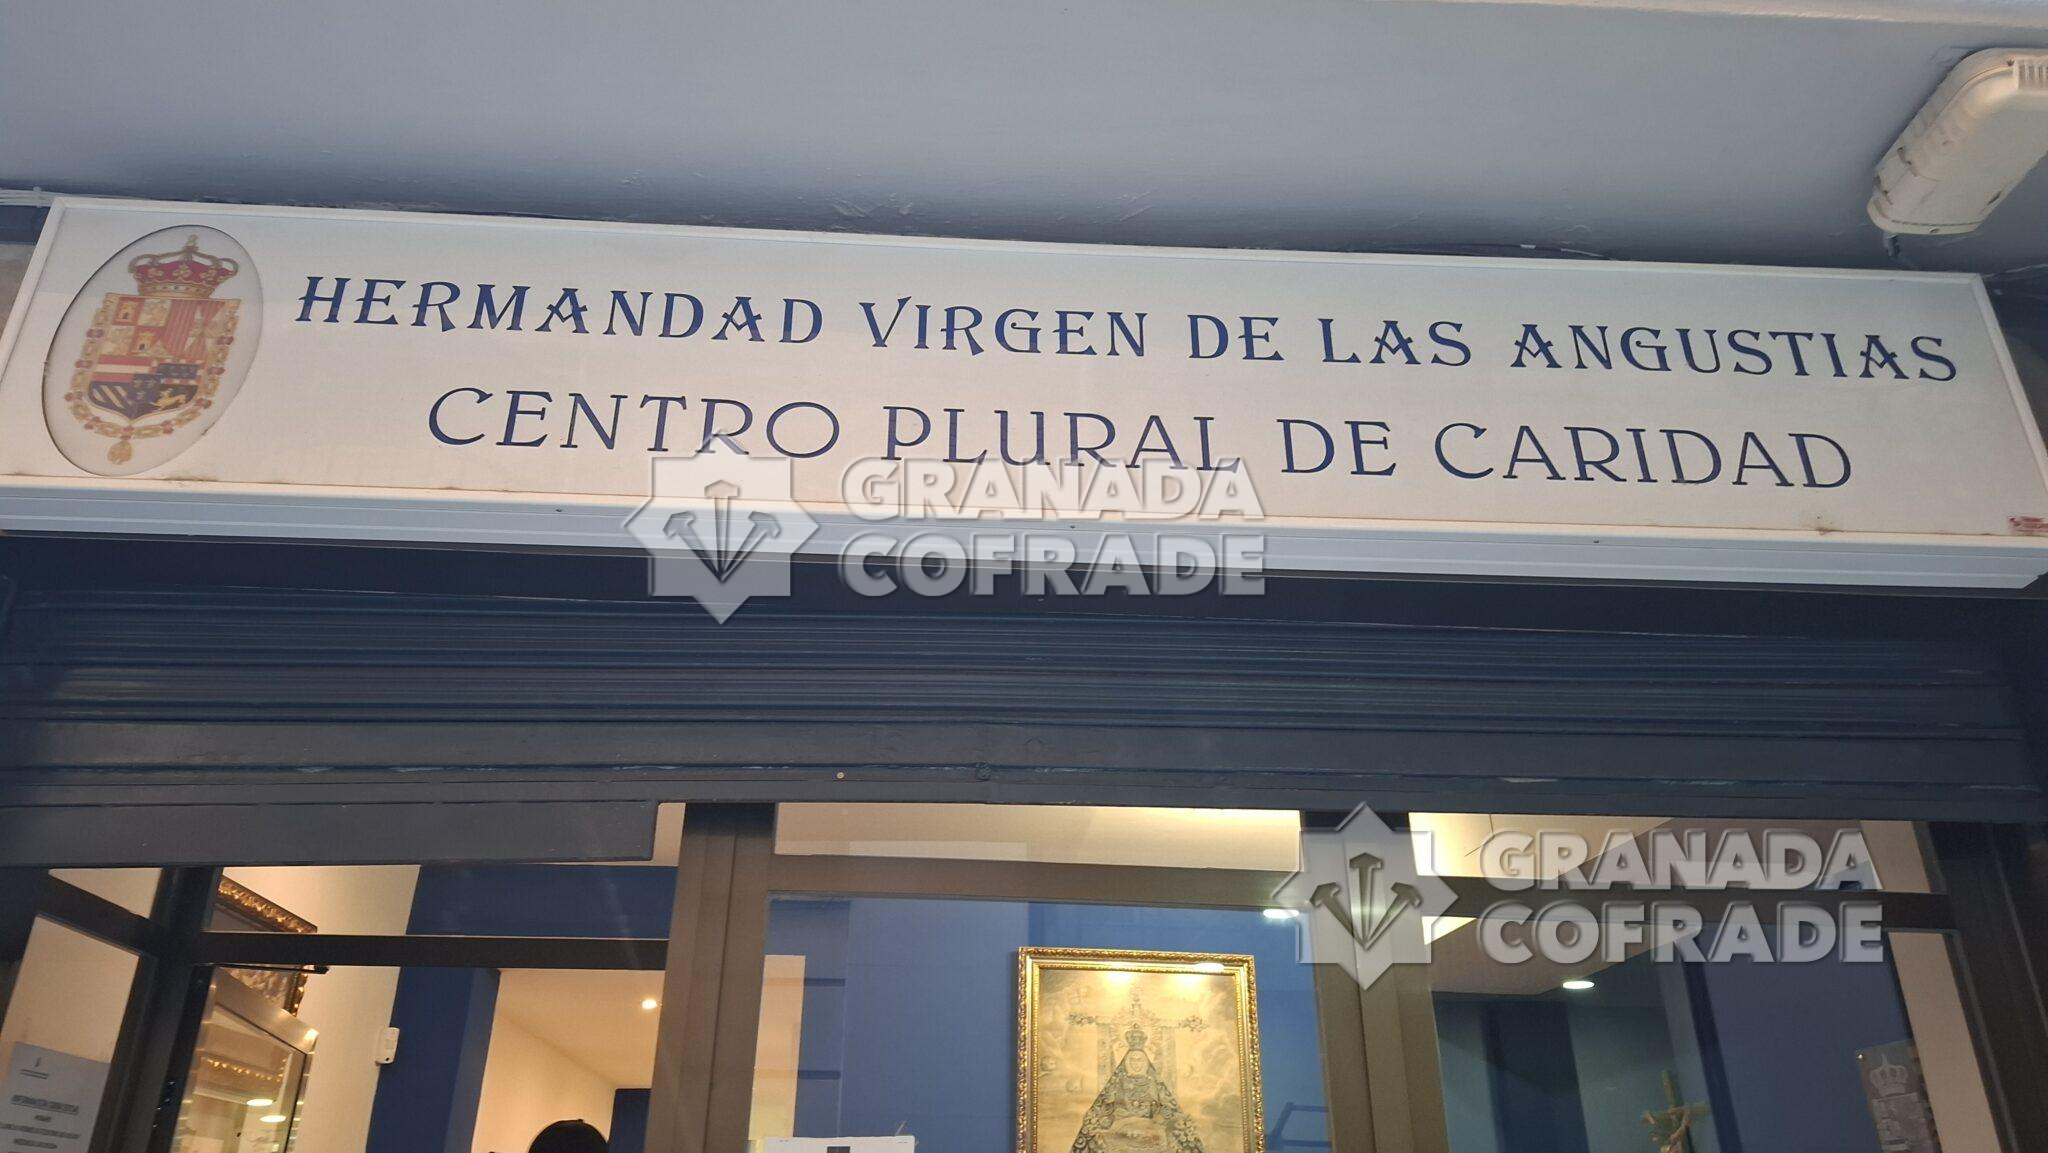 HERMANDAD VIRGEN DE LAS ANGUSTIAS
CENTRO PLURAL DE CARIDAD
GRANADA
COFRADE
GRANADA
COFRADE